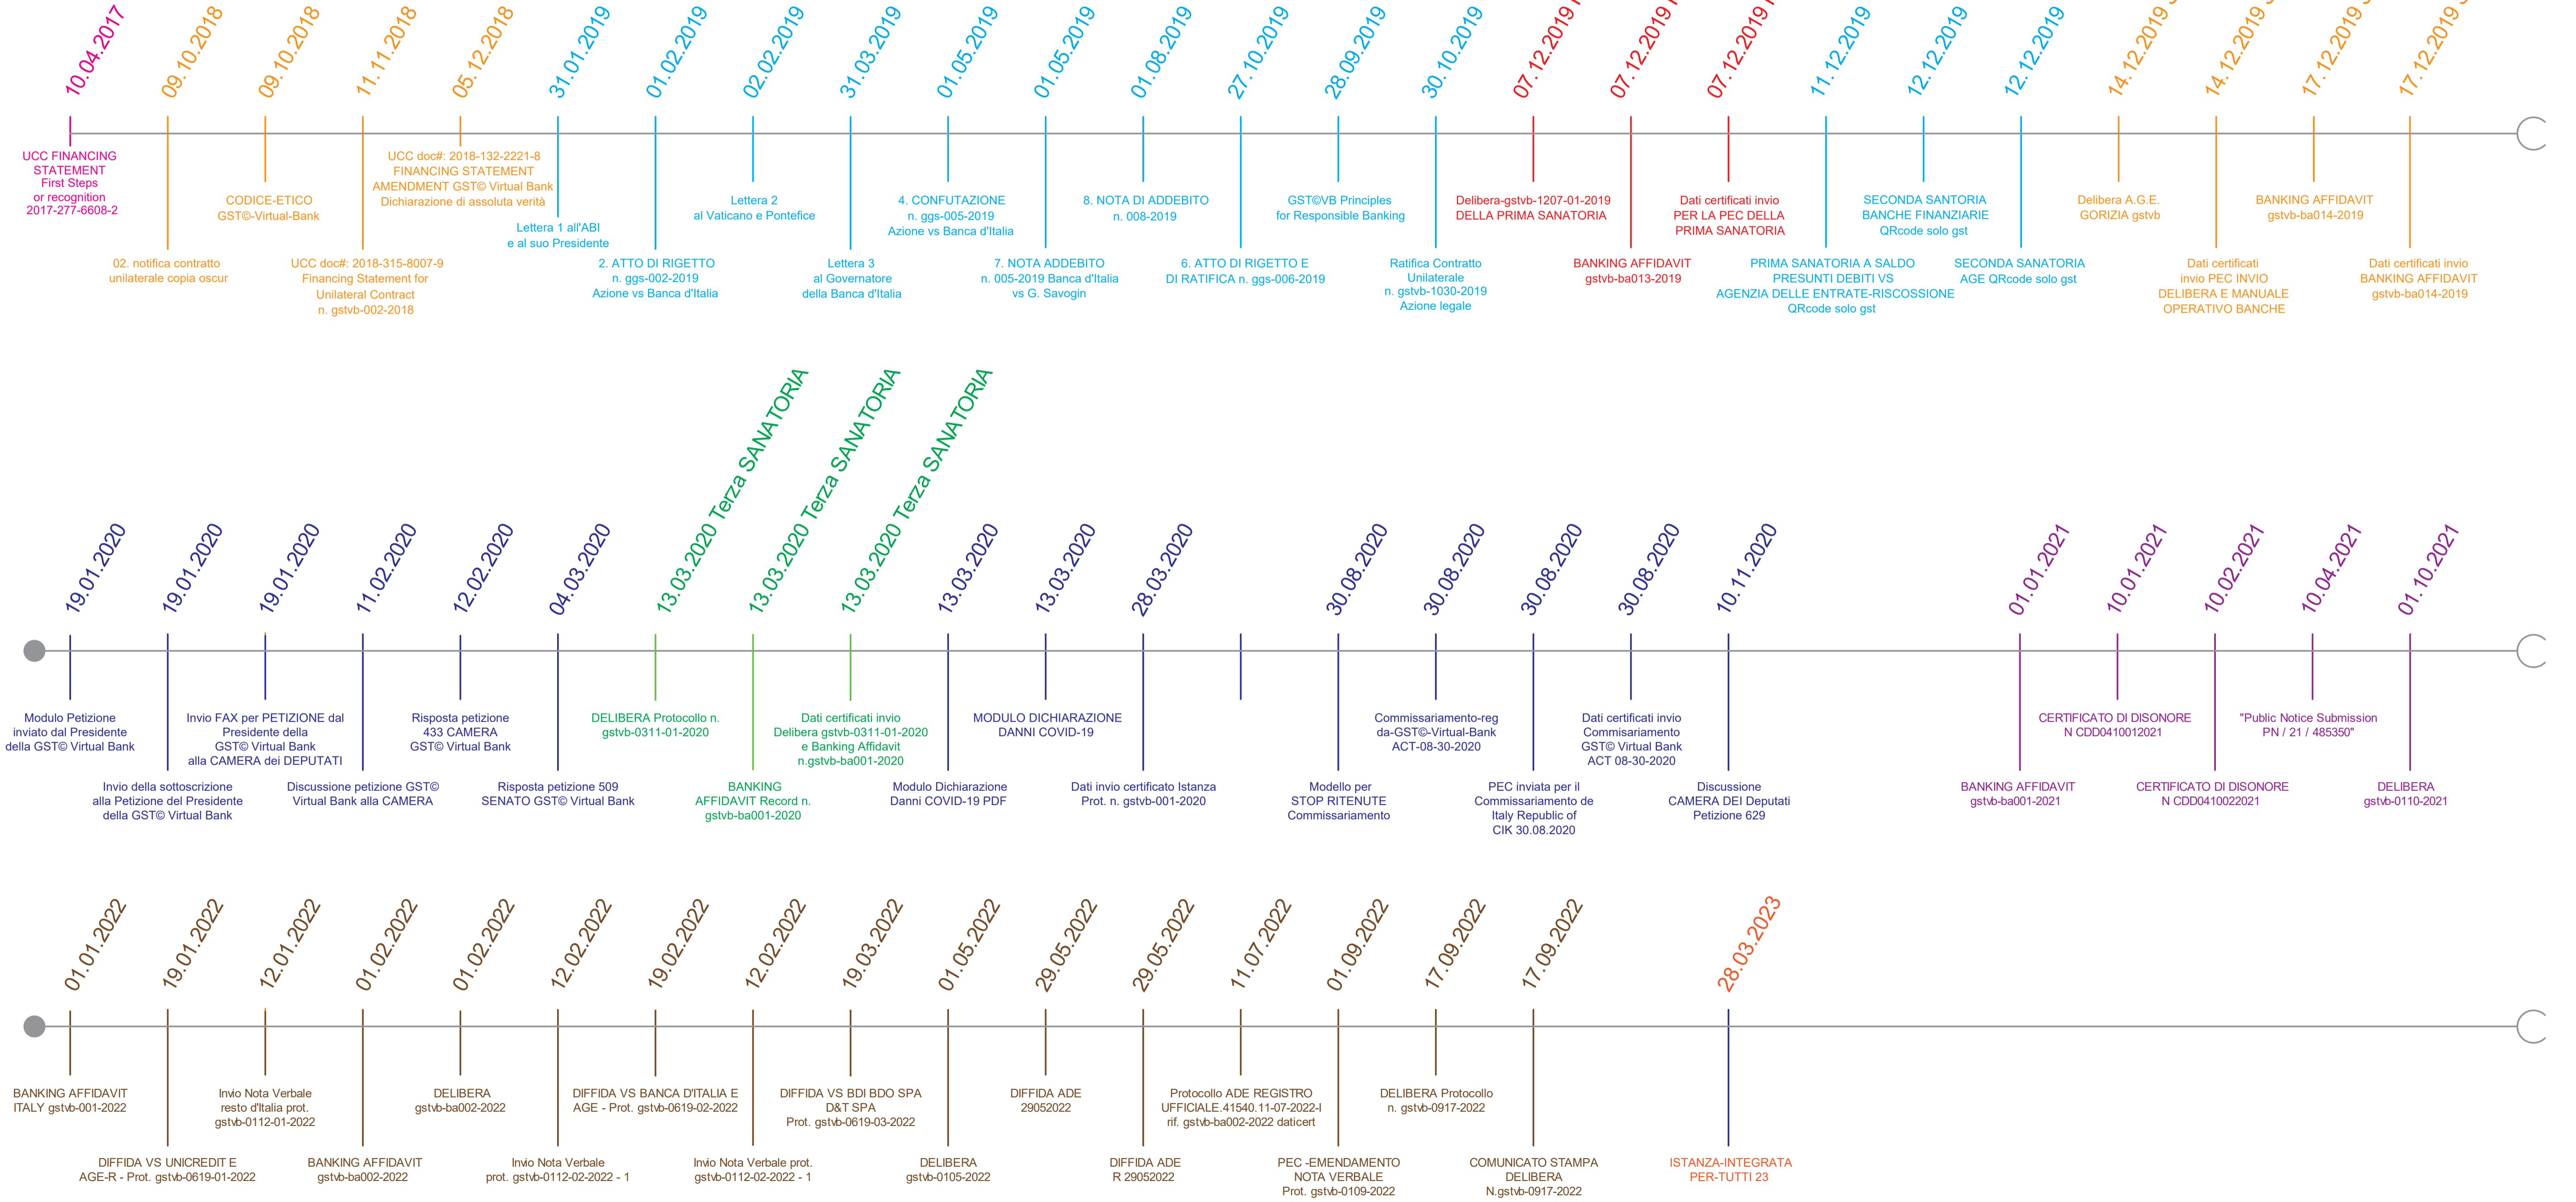 10.04.2017
09.10.2018
09.10.2018
11.11.2018
05.12.2018
31.01.2019
01.02.2019
02.02.2019
31.03.2019
01.05.2019
01.05.2019
01.08.2019
27.10.2019
28.09.2019
30.10.2019
07.12.2019
07.12.2019
07.12.2019
11.12.2019
12.12.2019
12.12.2019
14.12.2019
14.12.2019
17.12.2019
17.12.2019
UCC FINANCING
STATEMENT
First Steps
or recognition
2017-277-6608-2
02. notifica contratto
unilaterale copia oscur
CODICE-ETICO
GST©-Virtual-Bank
UCC doc#: 2018-315-8007-9
Financing Statement for
Unilateral Contract
n. gstvb-002-2018
UCC doc#: 2018-132-2221-8
FINANCING STATEMENT
AMENDMENT GST© Virtual Bank
Dichiarazione di assoluta verità
Lettera 1 all'ABI
e al suo Presidente
2. ATTO DI RIGETTO
n. ggs-002-2019
Azione vs Banca d'Italia
Lettera 2
al Vaticano e Pontefice
Lettera 3
al Governatore
della Banca d'Italia
4. CONFUTAZIONE
n. ggs-005-2019
Azione vs Banca d'Italia
7. NOTA ADDEBITO
n. 005-2019 Banca d'Italia
vs G. Savogin
8. NOTA DI ADDEBITO
n. 008-2019
6. ATTO DI RIGETTO E
DI RATIFICA n. ggs-006-2019
GST©VB Principles
for Responsible Banking
Ratifica Contratto
Unilaterale
n. gstvb-1030-2019
Azione legale
Delibera-gstvb-1207-01-2019
DELLA PRIMA SANATORIA
BANKING AFFIDAVIT
gstvb-ba013-2019
Dati certificati invio
PER LA PEC DELLA
PRIMA SANATORIA
PRIMA SANATORIA A SALDO
PRESUNTI DEBITI VS
AGENZIA DELLE ENTRATE-RISCOSSIONE
QRcode solo gst
SECONDA SANTORIA
BANCHE FINANZIARIE
QRcode solo gst
SECONDA SANATORIA
AGE QRcode solo gst
Delibera A.G.E.
GORIZIA gstvb
Dati certificati
invio PEC INVIO
DELIBERA E MANUALE
OPERATIVO BANCHE
BANKING AFFIDAVIT
gstvb-ba014-2019
Dati certificati invio
BANKING AFFIDAVIT
gstvb-ba014-2019
19.01.2020
19.01.2020
19.01.2020
11.02.2020
12.02.2020
04.03.2020
13.03.2020 Terza SANATORIA
13.03.2020 Terza SANATORIA
13.03.2020 Terza SANATORIA
13.03.2020
13.03.2020
28.03.2020
30.08.2020
30.08.2020
30.08.2020
30.08.2020
10.11.2020
01.01.2021
10.01.2021
10.02.2021
10.04.2021
01.10.2021
Modulo Petizione
inviato dal Presidente
della GST© Virtual Bank
Invio della sottoscrizione
alla Petizione del Presidente
della GST© Virtual Bank
Invio FAX per PETIZIONE dal
Presidente della
GST© Virtual Bank
alla CAMERA dei DEPUTATI
Discussione petizione GST©
Virtual Bank alla CAMERA
Risposta petizione
433 CAMERA
GST© Virtual Bank
Risposta petizione 509
SENATO GST© Virtual Bank
DELIBERA Protocollo n.
gstvb-0311-01-2020
BANKING
AFFIDAVIT Record n.
gstvb-ba001-2020
Dati certificati invio
Delibera gstvb-0311-01-2020
e Banking Affidavit
n.gstvb-ba001-2020
Modulo Dichiarazione
Danni COVID-19 PDF
MODULO DICHIARAZIONE
DANNI COVID-19
Dati invio certificato Istanza
Prot. n. gstvb-001-2020
Modello per
STOP RITENUTE
Commissariamento
Commissariamento-reg
da-GST©-Virtual-Bank
ACT-08-30-2020
PEC inviata per il
Commissariamento de
Italy Republic of
CIK 30.08.2020
Dati certificati invio
Commissariamento
GST© Virtual Bank
ACT 08-30-2020
Discussione
CAMERA DEI Deputati
Petizione 629
BANKING AFFIDAVIT
gstvb-ba001-2021
CERTIFICATO DI DISONORE
N CDD0410012021
CERTIFICATO DI DISONORE
N CDD0410022021
"Public Notice Submission
PN / 21 / 485350"
DELIBERA
gstvb-0110-2021
01.01.2022
19.01.2022
12.01.2022
01.02.2022
01.02.2022
12.02.2022
19.02.2022
12.02.2022
19.03.2022
01.05.2022
29.05.2022
29.05.2022
11.07.2022
01.09.2022
17.09.2022
17.09.2022
28.03.2023
BANKING AFFIDAVIT
ITALY gstvb-001-2022
DIFFIDA VS UNICREDIT E
AGE-R - Prot. gstvb-0619-01-2022
Invio Nota Verbale
resto d'Italia prot.
gstvb-0112-01-2022
BANKING AFFIDAVIT
gstvb-ba002-2022
DELIBERA
gstvb-ba002-2022
Invio Nota Verbale
prot. gstvb-0112-02-2022 - 1
DIFFIDA VS BANCA D'ITALIA E
AGE - Prot. gstvb-0619-02-2022
Invio Nota Verbale prot.
gstvb-0112-02-2022 - 1
DIFFIDA VS BDI BDO SPA
D&T SPA
Prot. gstvb-0619-03-2022
DELIBERA
gstvb-0105-2022
DIFFIDA ADE
29052022
DIFFIDA ADE
R 29052022
Protocollo ADE REGISTRO
UFFICIALE.41540.11-07-2022-I
rif. gstvb-ba002-2022 daticert
PEC -EMENDAMENTO
NOTA VERBALE
Prot. gstvb-0109-2022
DELIBERA Protocollo
n. gstvb-0917-2022
COMUNICATO STAMPA
DELIBERA
N.gstvb-0917-2022
ISTANZA-INTEGRATA
PER-TUTTI 23